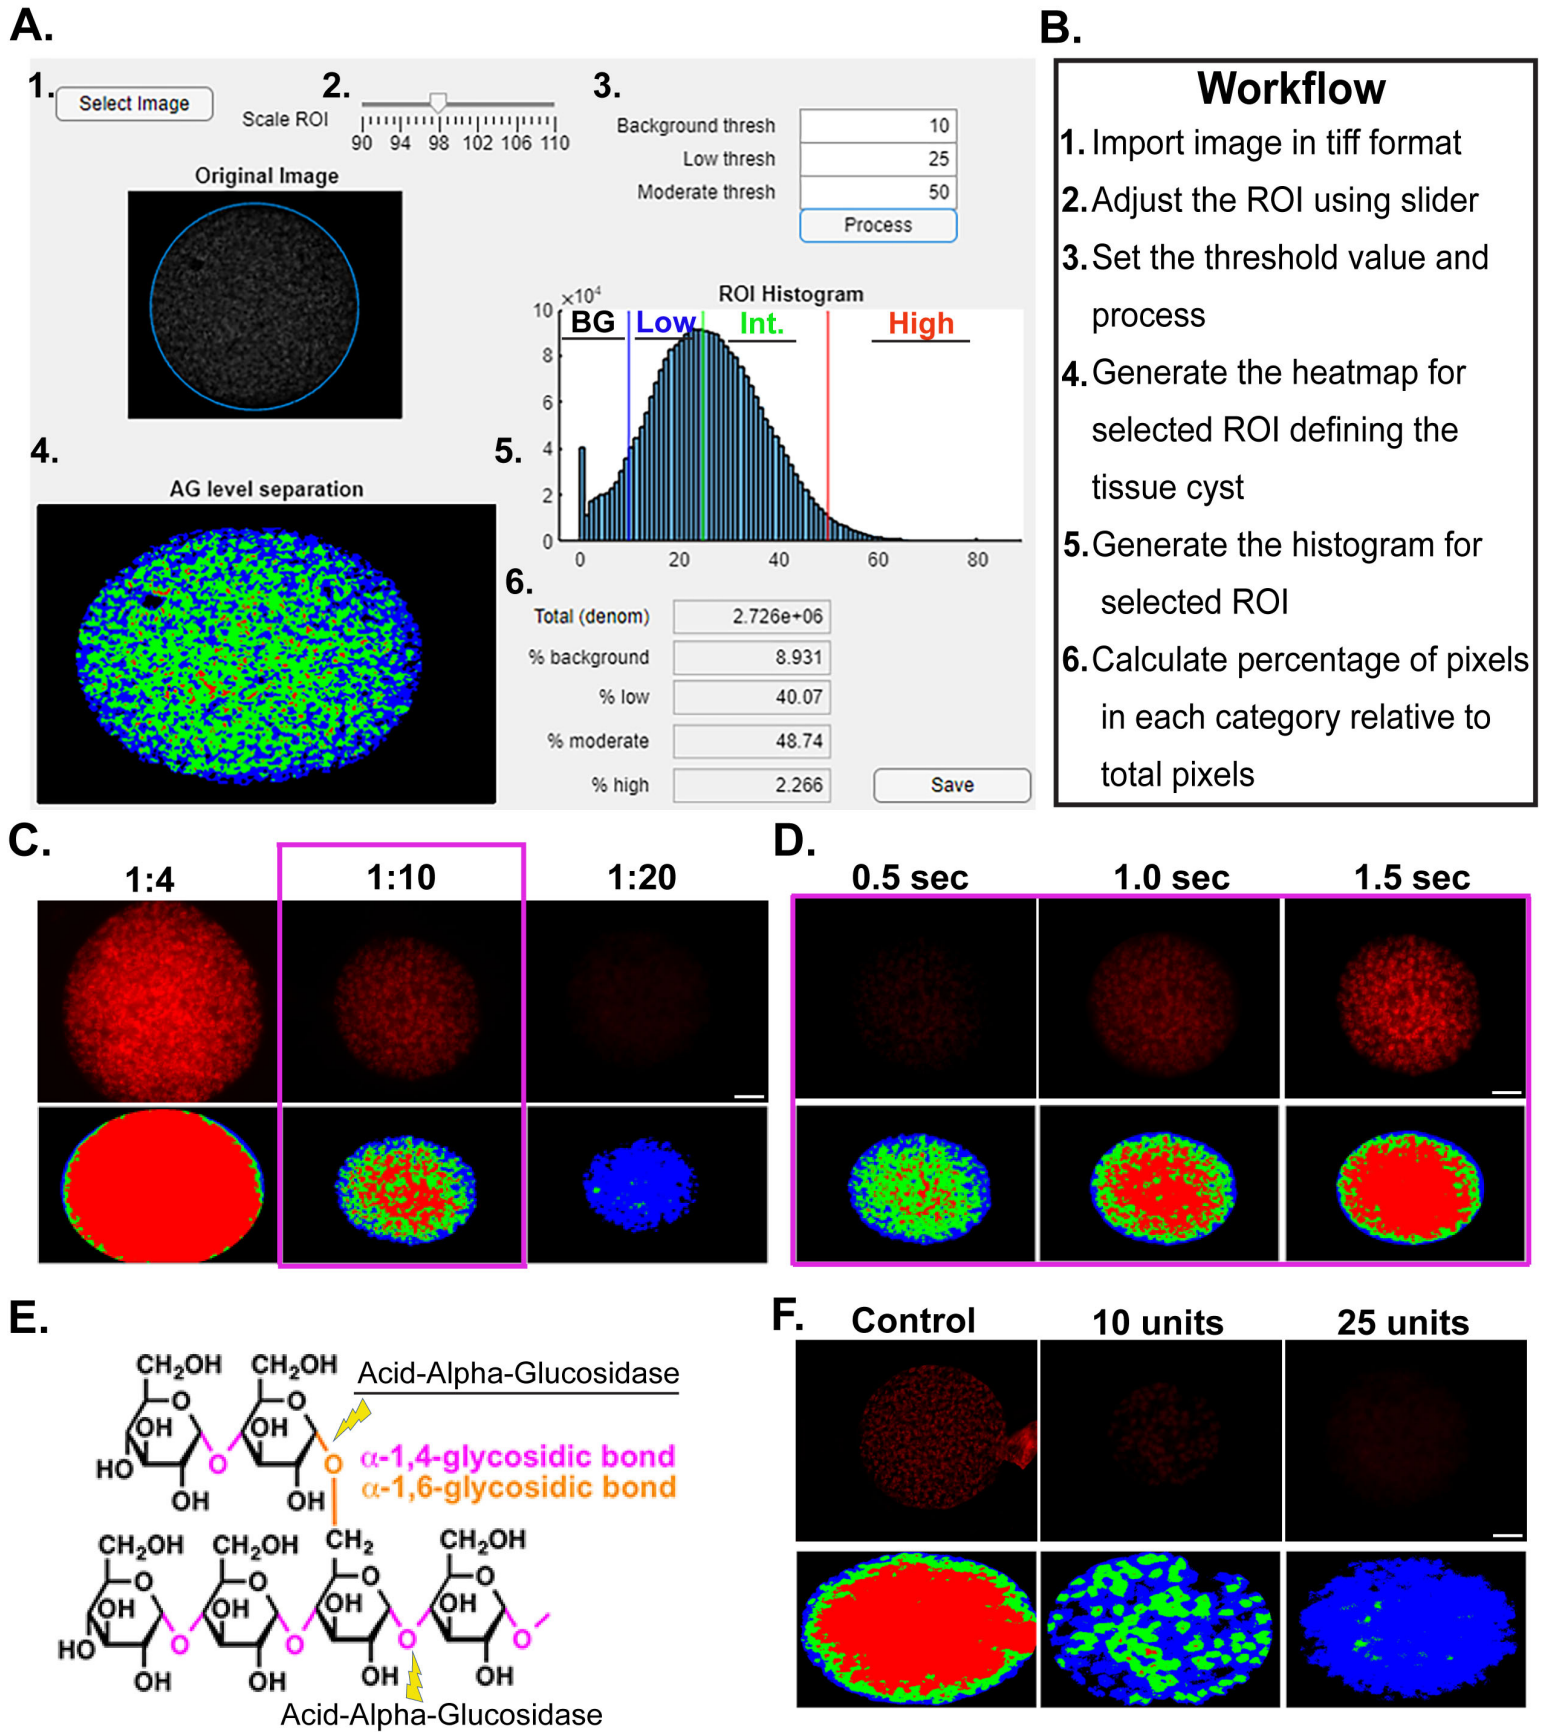 A.
1.
Select Image
2.
Scale ROI
90 94 98 102 106 110
3.
Background thresh 10
Low thresh 25
Moderate thresh 50
Process
Original Image
4.
AG level separation
5.
ROI Histogram
×10⁴
BG Low Int. High
10
8
6
4
2
0
0 20 40 60 80
6.
Total (denom) 2.726e+06
% background 8.931
% low 40.07
% moderate 48.74
% high 2.266
Save
B.
Workflow
1. Import image in tiff format
2. Adjust the ROI using slider
3. Set the threshold value and
process
4. Generate the heatmap for
selected ROI defining the
tissue cyst
5. Generate the histogram for
selected ROI
6. Calculate percentage of pixels
in each category relative to
total pixels
C.
1:4 1:10 1:20
D.
0.5 sec 1.0 sec 1.5 sec
E.
CH₂OH CH₂OH
Acid-Alpha-Glucosidase
O O
OH OH
α-1,4-glycosidic bond
HO O O
α-1,6-glycosidic bond
OH OH
CH₂OH CH₂OH CH₂ CH₂OH
O O O O
OH OH OH OH
HO O O O O
OH OH OH OH
Acid-Alpha-Glucosidase
F.
Control 10 units 25 units